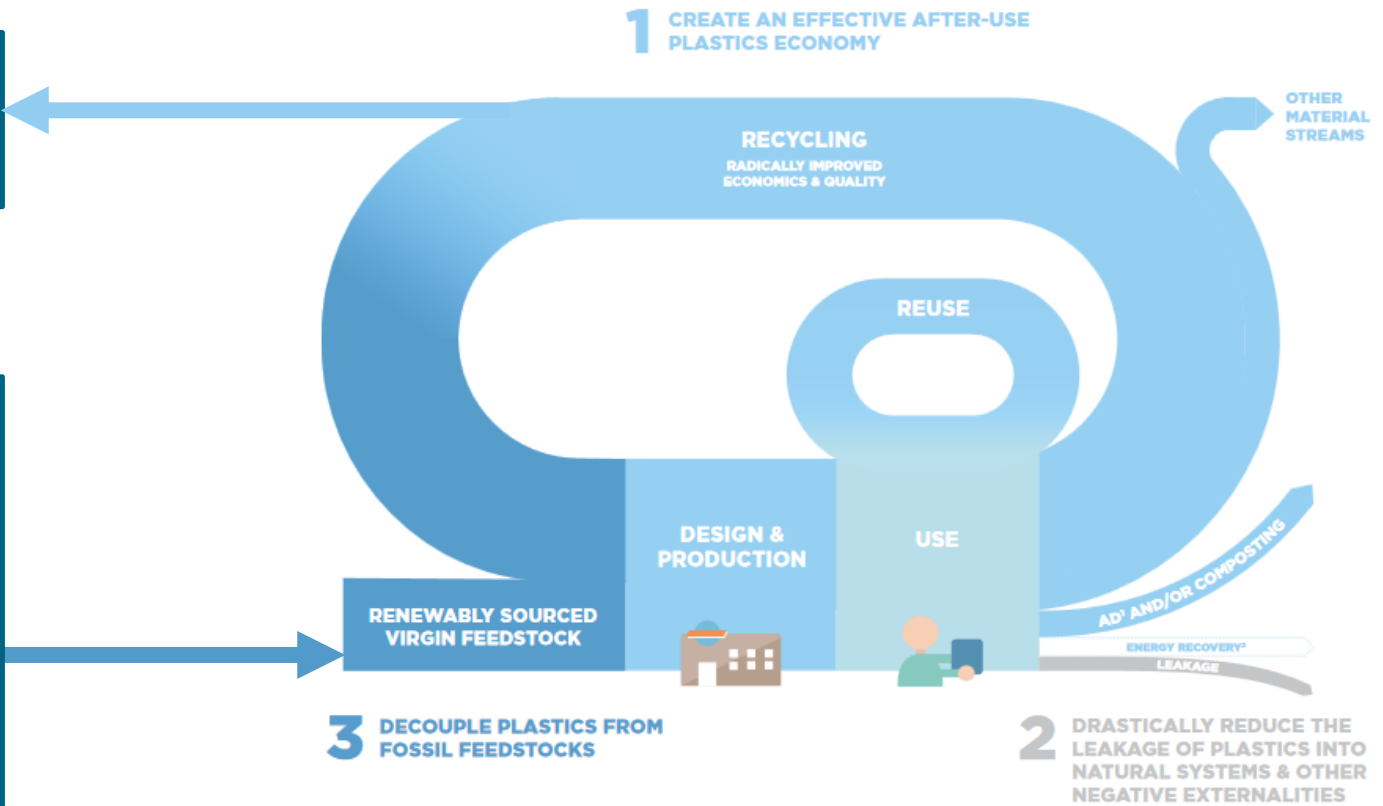 1 CREATE AN EFFECTIVE AFTER-USE
PLASTICS ECONOMY
OTHER
MATERIAL
STREAMS
RECYCLING
RADICALLY IMPROVED
ECONOMICS & QUALITY
REUSE
DESIGN &
PRODUCTION
USE
RENEWABLY SOURCED
VIRGIN FEEDSTOCK
AD¹ AND/OR COMPOSTING
ENERGY RECOVERY²
LEAKAGE
3 DECOUPLE PLASTICS FROM
FOSSIL FEEDSTOCKS
2 DRASTICALLY REDUCE THE
LEAKAGE OF PLASTICS INTO
NATURAL SYSTEMS & OTHER
NEGATIVE EXTERNALITIES